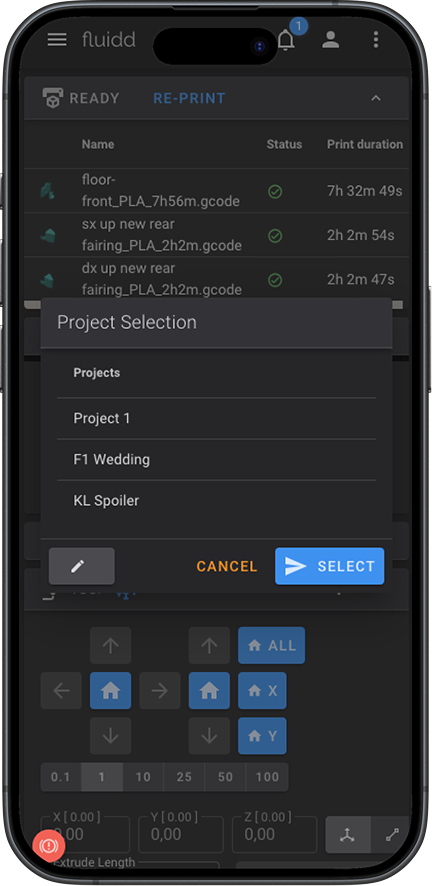 fluidd
1
READY
RE-PRINT
Name
Status
Print duration
floor-
front_PLA_7h56m.gcode
7h 32m 49s
sx up new rear
fairing_PLA_2h2m.gcode
2h 2m 54s
dx up new rear
fairing_PLA_2h2m.gcode
2h 2m 47s
Project Selection
Projects
Project 1
F1 Wedding
KL Spoiler
CANCEL
SELECT
ALL
X
Y
0.1
1
10
25
50
100
X [ 0.00 ]
Y [ 0.00 ]
Z [ 0.00 ]
0,00
0,00
0,00
Extrude Length